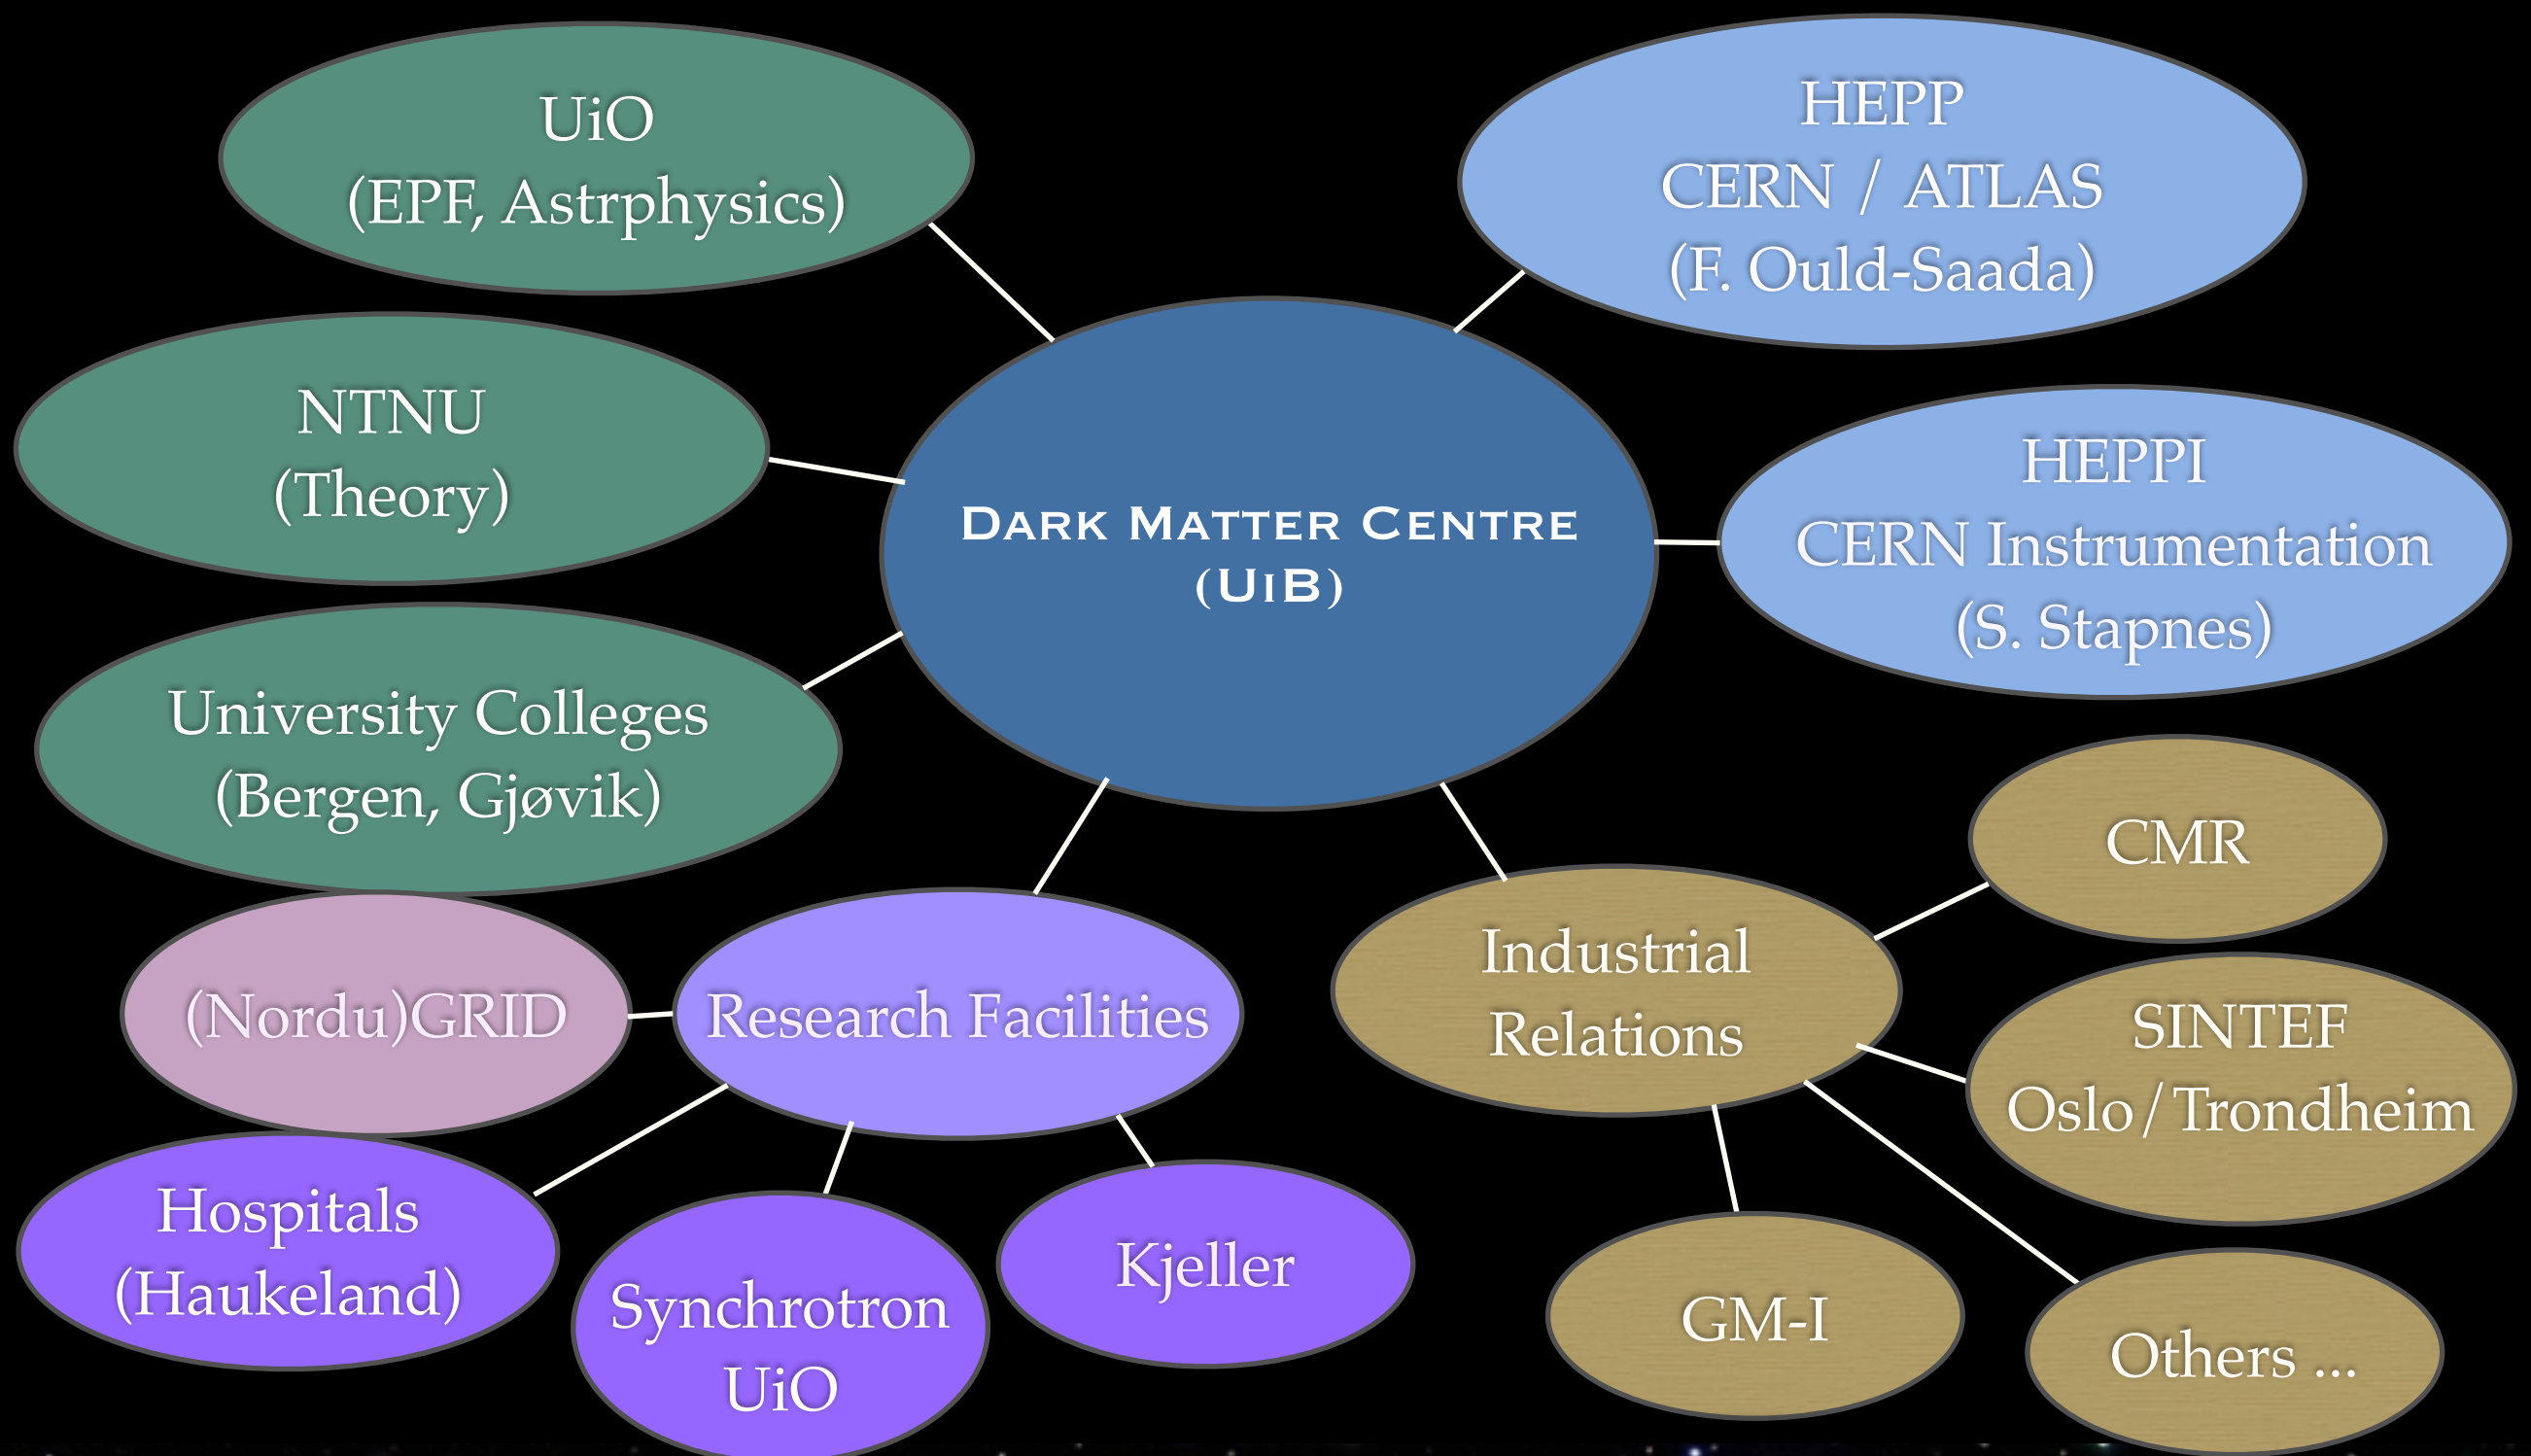 UiO
(EPF, Astrphysics)
HEPP
CERN / ATLAS
(F. Ould-Saada)
NTNU
(Theory)
DARK MATTER CENTRE
(UIB)
HEPPI
CERN Instrumentation
(S. Stapnes)
University Colleges
(Bergen, Gjøvik)
CMR
(Nordu)GRID
Research Facilities
Industrial
Relations
SINTEF
Oslo/Trondheim
Hospitals
(Haukeland)
Synchrotron
UiO
Kjeller
GM-I
Others ...